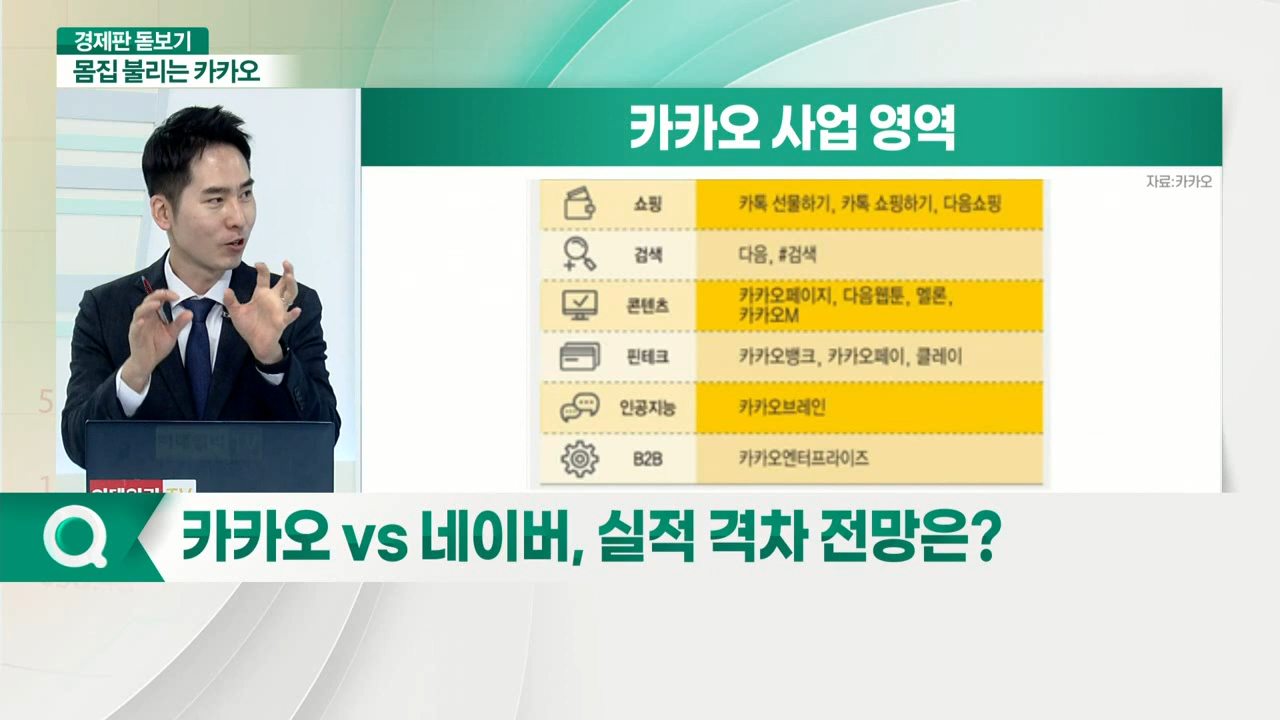 경제판 돋보기
몸집 불리는 카카오
카카오 사업 영역
자료:카카오
쇼핑 카톡 선물하기, 카톡 쇼핑하기, 다음쇼핑
검색 다음, #검색
콘텐츠 카카오페이지, 다음웹툰, 멜론,
카카오M
핀테크 카카오뱅크, 카카오페이, 클레이
인공지능 카카오브레인
B2B 카카오엔터프라이즈
5
1
카카오 vs 네이버, 실적 격차 전망은?